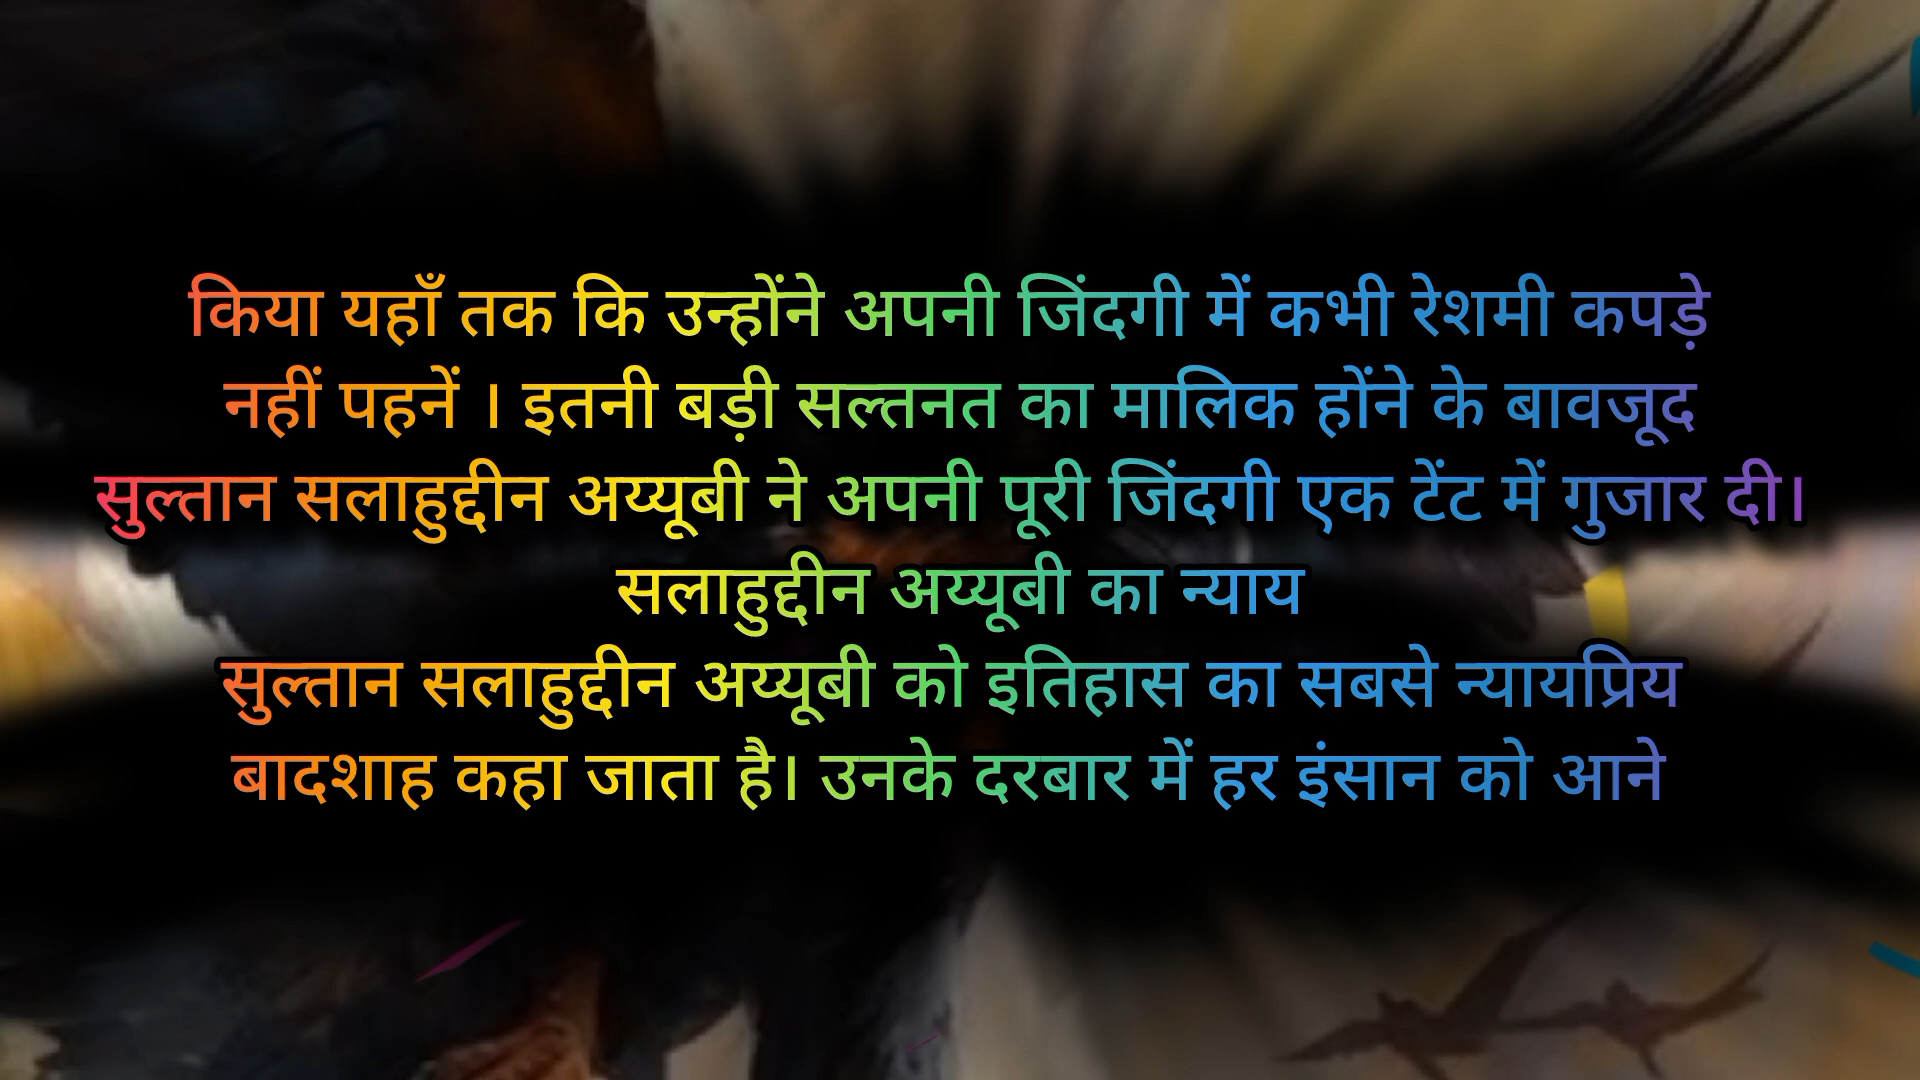 किया यहाँ तक कि उन्होंने अपनी जिंदगी में कभी रेशमी कपड़े
नहीं पहनें । इतनी बड़ी सल्तनत का मालिक होंने के बावजूद
सुल्तान सलाहुद्दीन अय्यूबी ने अपनी पूरी जिंदगी एक टेंट में गुजार दी।
सलाहुद्दीन अय्यूबी का न्याय
सुल्तान सलाहुद्दीन अय्यूबी को इतिहास का सबसे न्यायप्रिय
बादशाह कहा जाता है। उनके दरबार में हर इंसान को आने